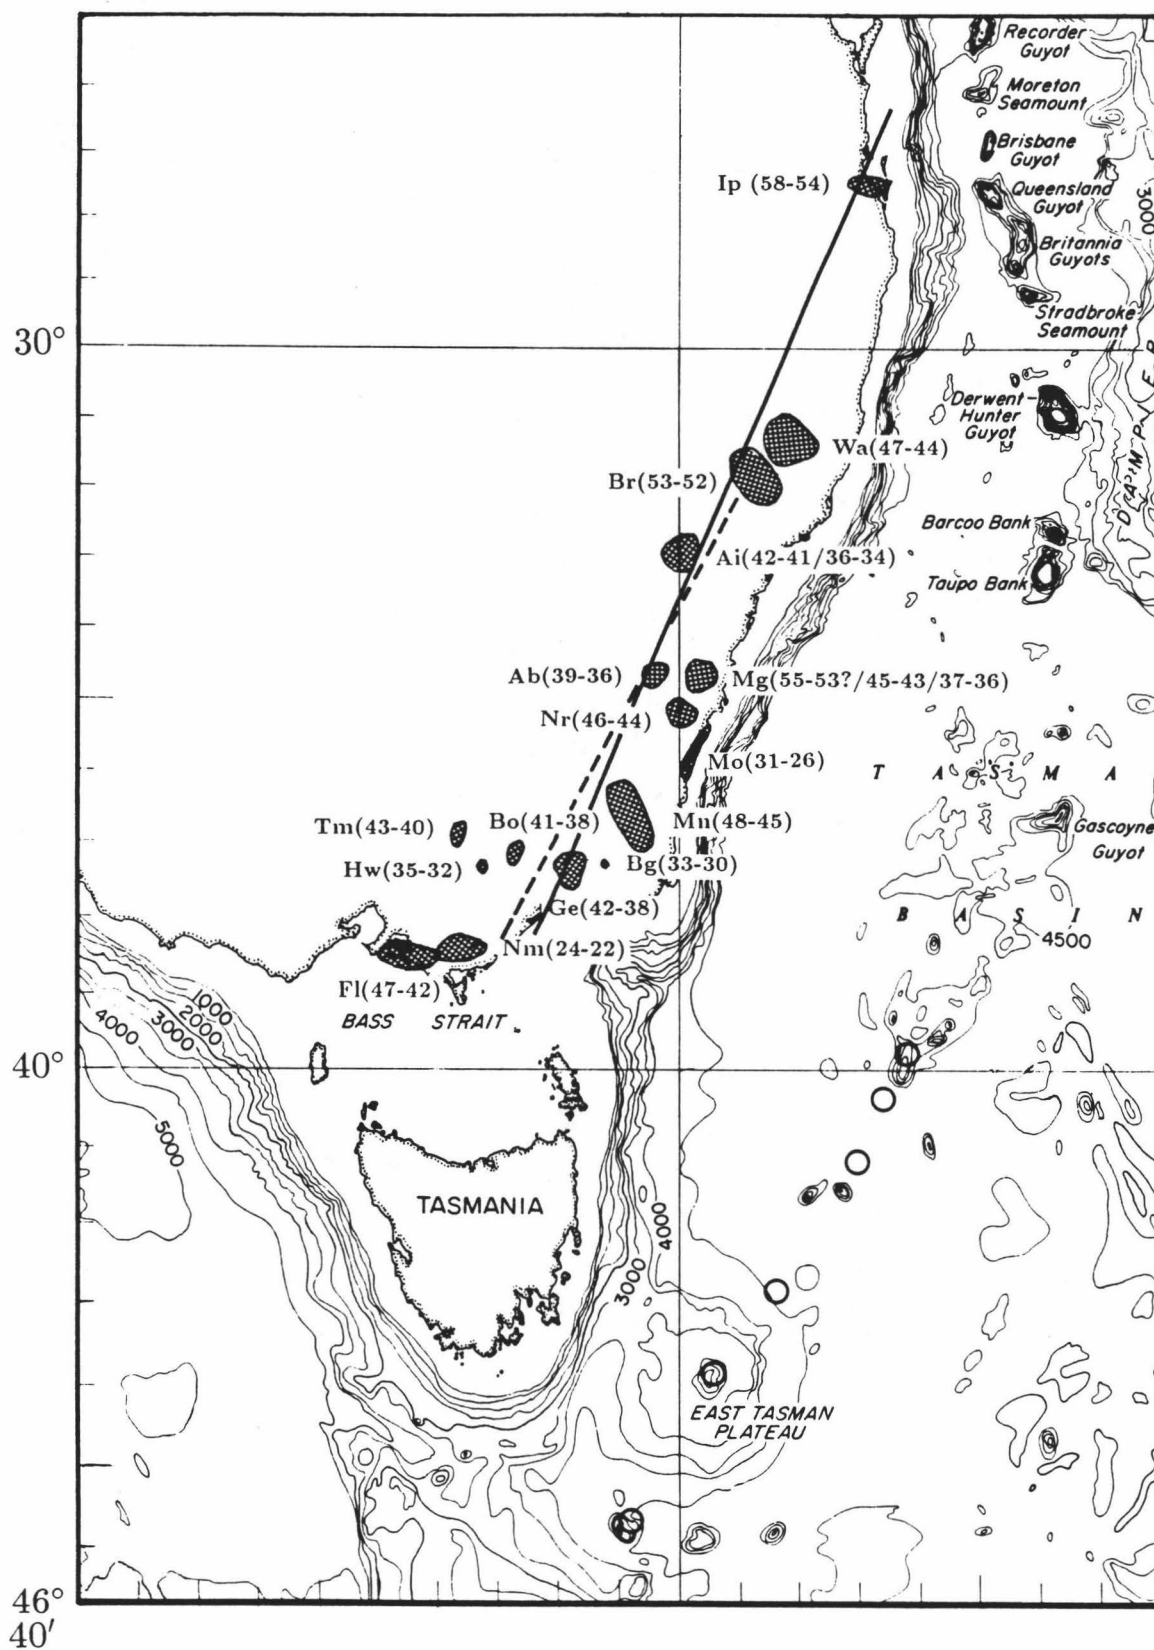 Recorder
Guyot
Moreton
Seamount
Brisbane
Guyot
Ip (58-54)
Queensland
Guyot
3000
Britannia
Guyots
Stradbroke
Seamount
30°
Derwent-
Hunter
Guyot
Wa(47-44)
Br(53-52)
Barcoo Bank
Ai(42-41/36-34)
Taupo Bank
Ab(39-36)
Mg(55-53?/45-43/37-36)
Nr(46-44)
Mo(31-26)
T A S M A
Tm(43-40)
Bo(41-38)
Mn(48-45)
Gascoyne
Guyot
Hw(35-32)
Bg(33-30)
Ge(42-38)
B A S I N
4500
Nm(24-22)
Fl(47-42)
BASS STRAIT
1000
2000
3000
4000
40°
5000
TASMANIA
4000
3000
EAST TASMAN
PLATEAU
46°
40′